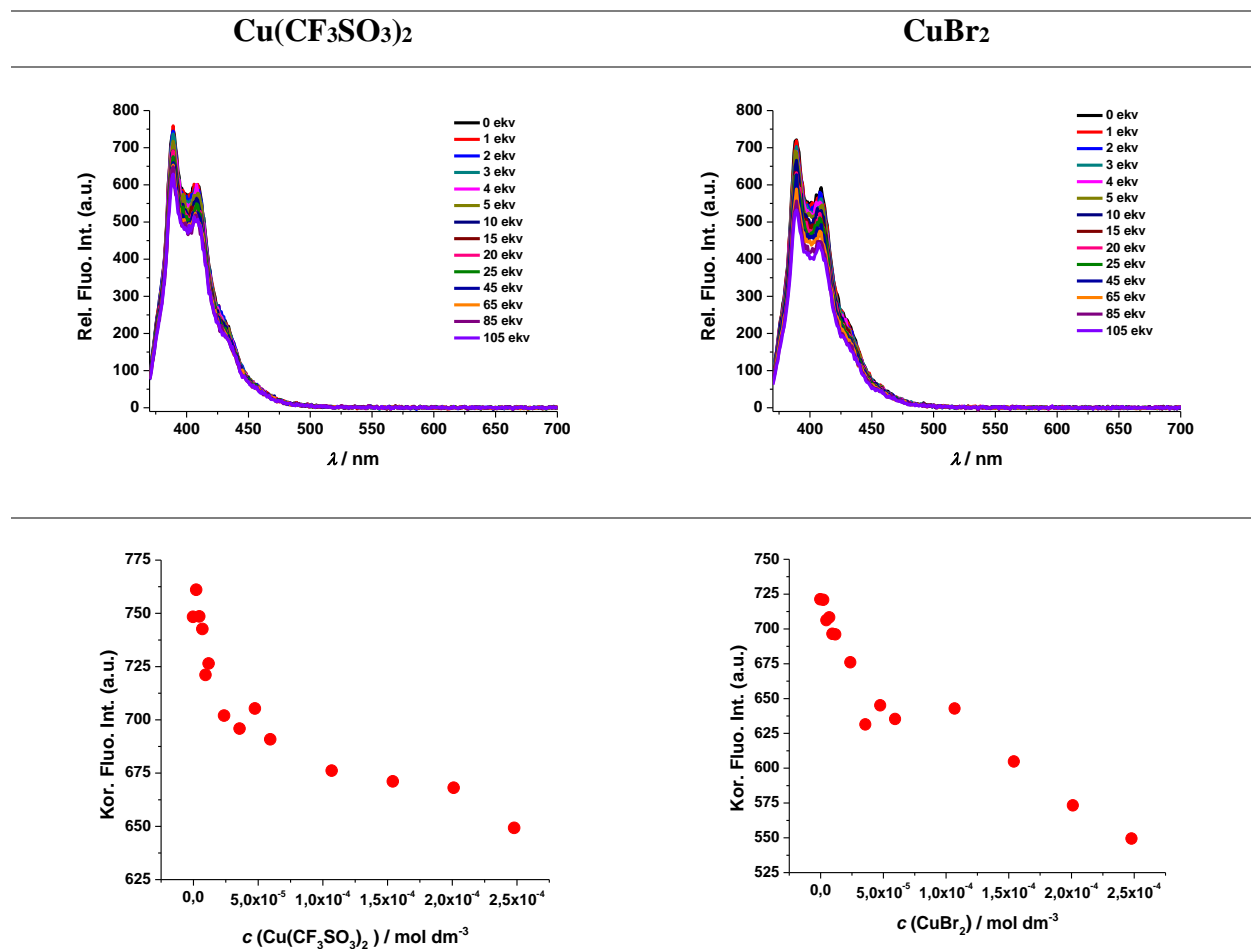 Cu(CF₃SO₃)₂
CuBr₂
800
700
600
500
400
300
200
100
0
Rel. Fluo. Int. (a.u.)
400 450 500 550 600 650 700
λ / nm
0 ekv
1 ekv
2 ekv
3 ekv
4 ekv
5 ekv
10 ekv
15 ekv
20 ekv
25 ekv
45 ekv
65 ekv
85 ekv
105 ekv
800
700
600
500
400
300
200
100
0
Rel. Fluo. Int. (a.u.)
400 450 500 550 600 650 700
λ / nm
0 ekv
1 ekv
2 ekv
3 ekv
4 ekv
5 ekv
10 ekv
15 ekv
20 ekv
25 ekv
45 ekv
65 ekv
85 ekv
105 ekv
775
750
725
700
675
650
625
Kor. Fluo. Int. (a.u.)
0,0 5,0x10⁻⁵ 1,0x10⁻⁴ 1,5x10⁻⁴ 2,0x10⁻⁴ 2,5x10⁻⁴
c (Cu(CF₃SO₃)₂ ) / mol dm⁻³
750
725
700
675
650
625
600
575
550
525
Kor. Fluo. Int. (a.u.)
0,0 5,0x10⁻⁵ 1,0x10⁻⁴ 1,5x10⁻⁴ 2,0x10⁻⁴ 2,5x10⁻⁴
c (CuBr₂) / mol dm⁻³